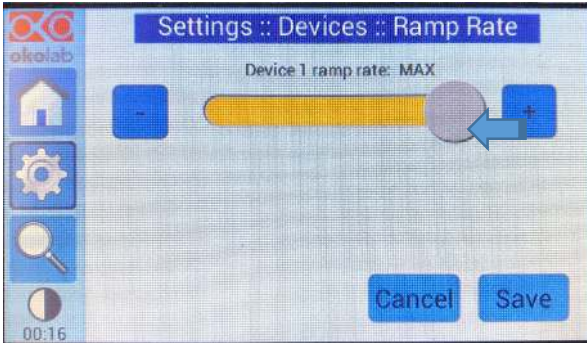 Settings :: Devices :: Ramp Rate
okolab
Device 1 ramp rate: MAX
-
+
Cancel
Save
00:16